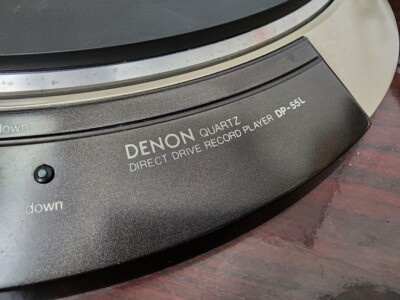 down
down
DENON QUARTZ
DIRECT DRIVE RECORD PLAYER DP-55L